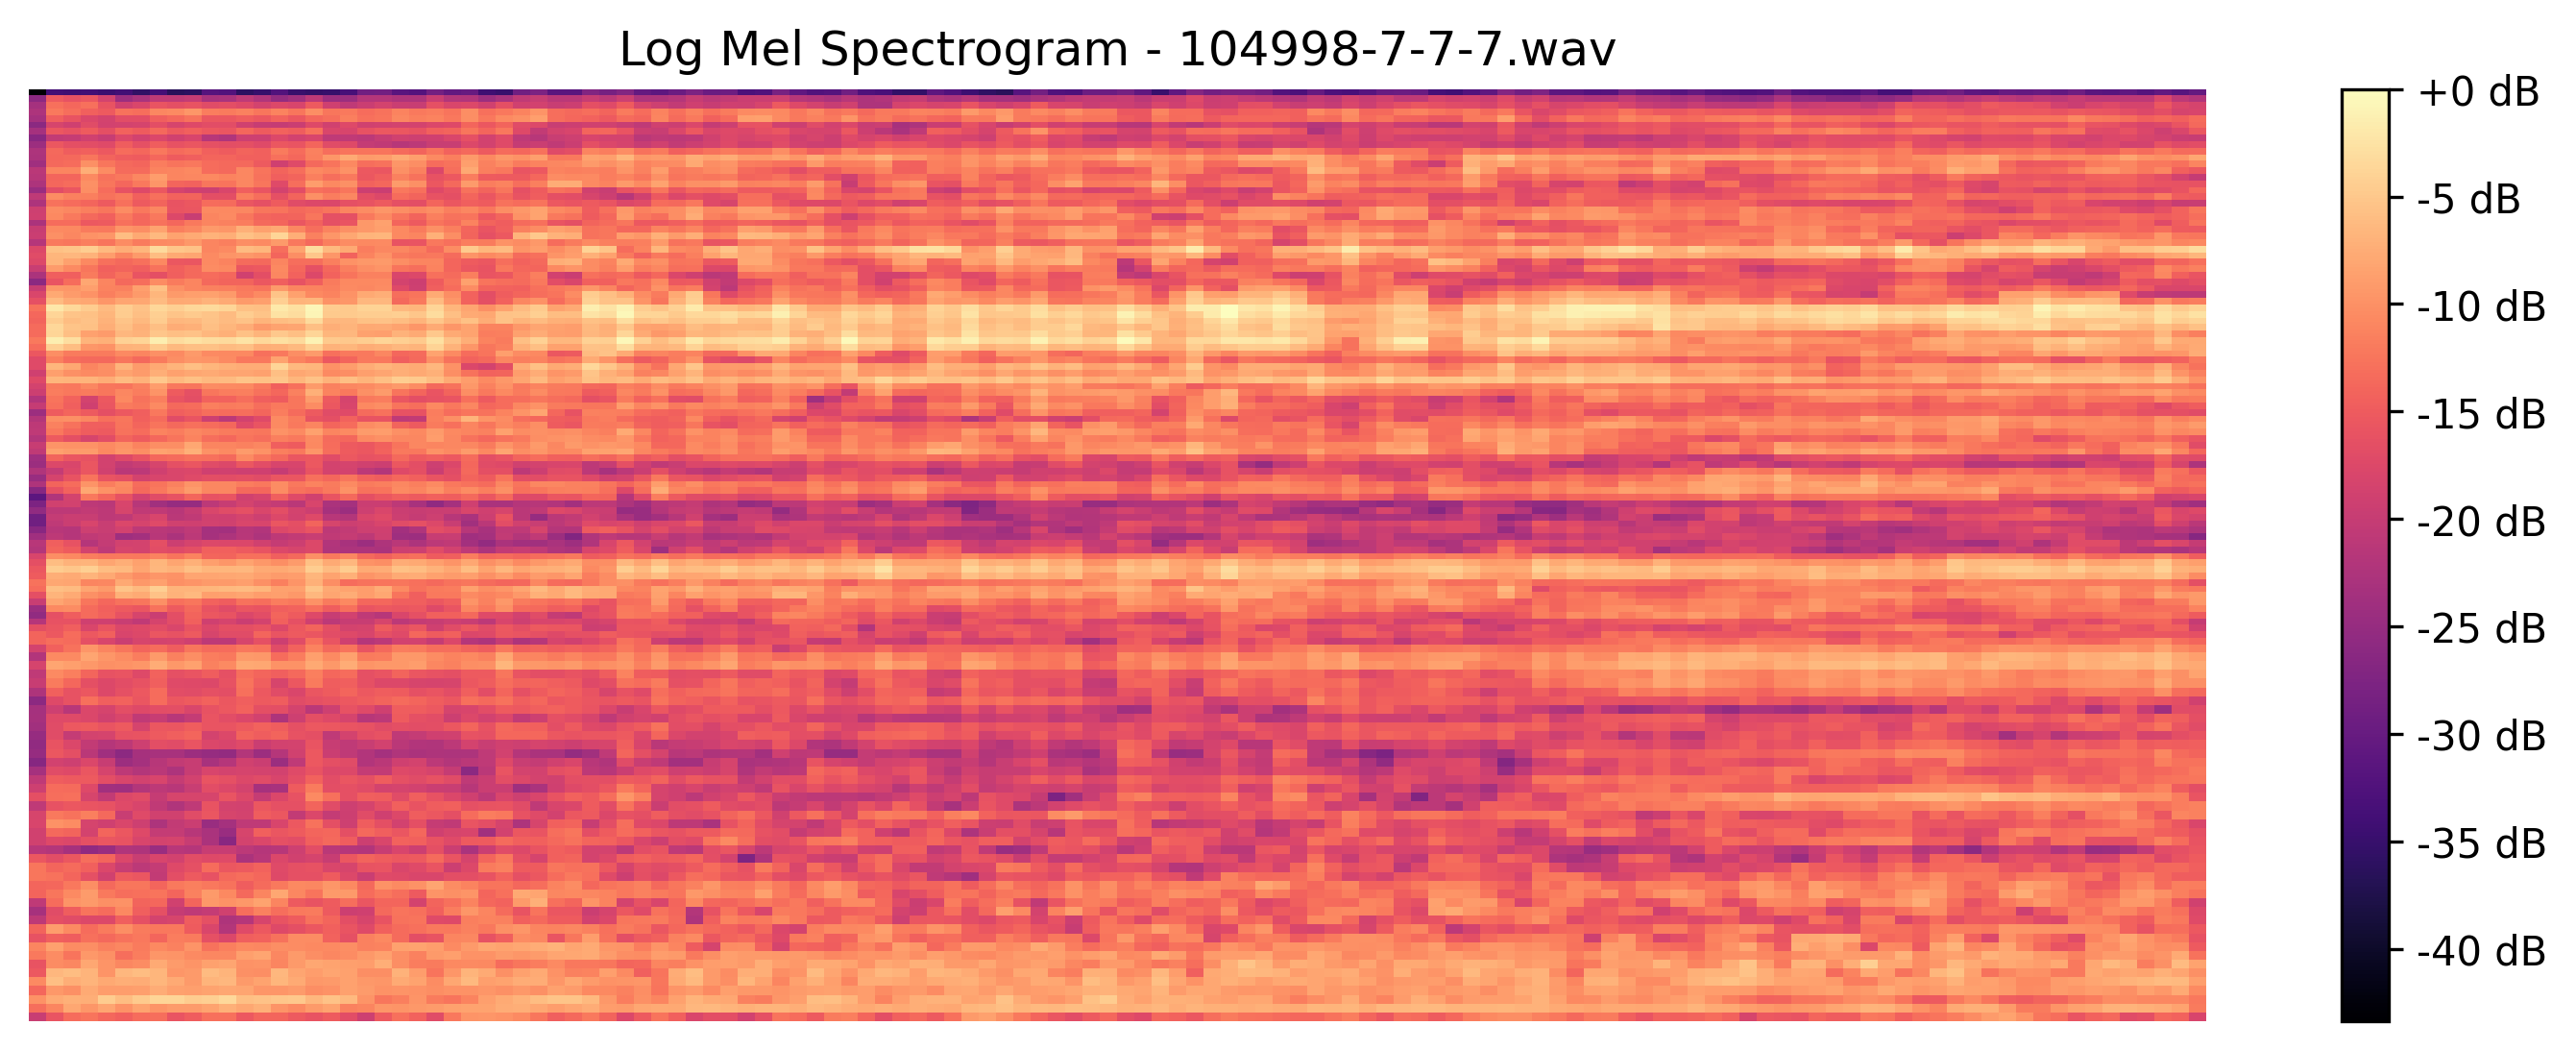 Log Mel Spectrogram - 104998-7-7-7.wav
+0 dB
-5 dB
-10 dB
-15 dB
-20 dB
-25 dB
-30 dB
-35 dB
-40 dB